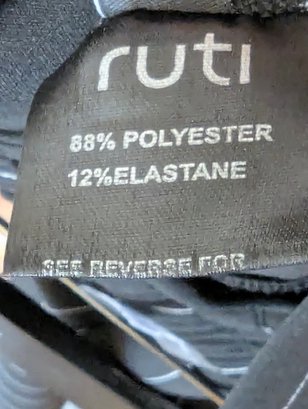 ruti
88% POLYESTER
12%ELASTANE
SEE REVERSE FOR